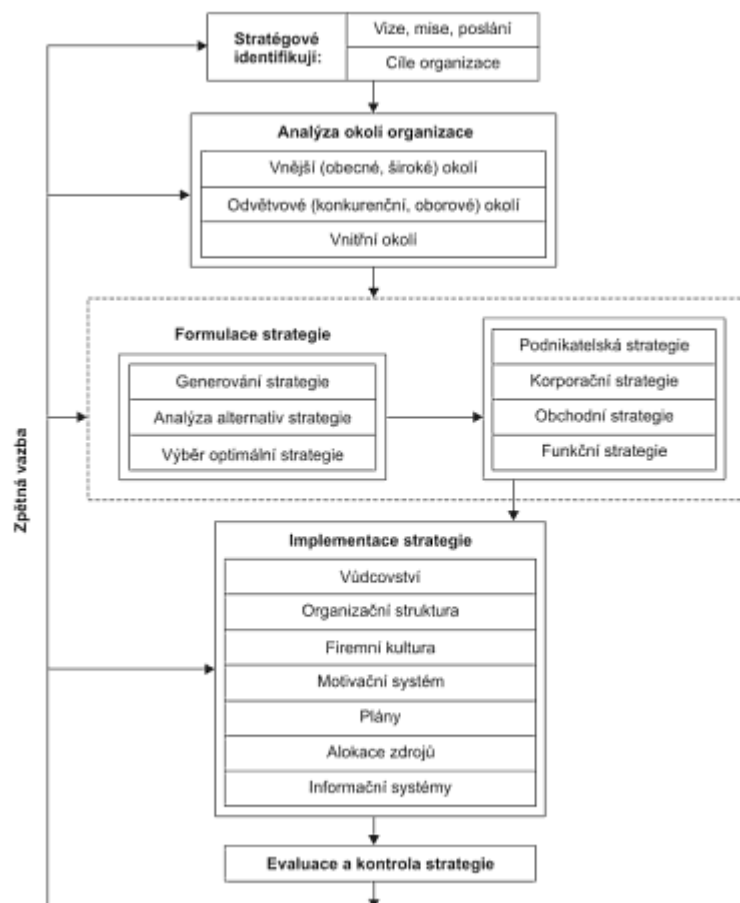 Stratégové
identifikují:
Vize, mise, poslání
Cíle organizace
Analýza okolí organizace
Vnější (obecné, široké) okolí
Odvětvové (konkurenční, oborové) okolí
Vnitřní okolí
Formulace strategie
Generování strategie
Analýza alternativ strategie
Výběr optimální strategie
Podnikatelská strategie
Korporační strategie
Obchodní strategie
Funkční strategie
Zpětná vazba
Implementace strategie
Vůdcovství
Organizační struktura
Firemní kultura
Motivační systém
Plány
Alokace zdrojů
Informační systémy
Evaluace a kontrola strategie